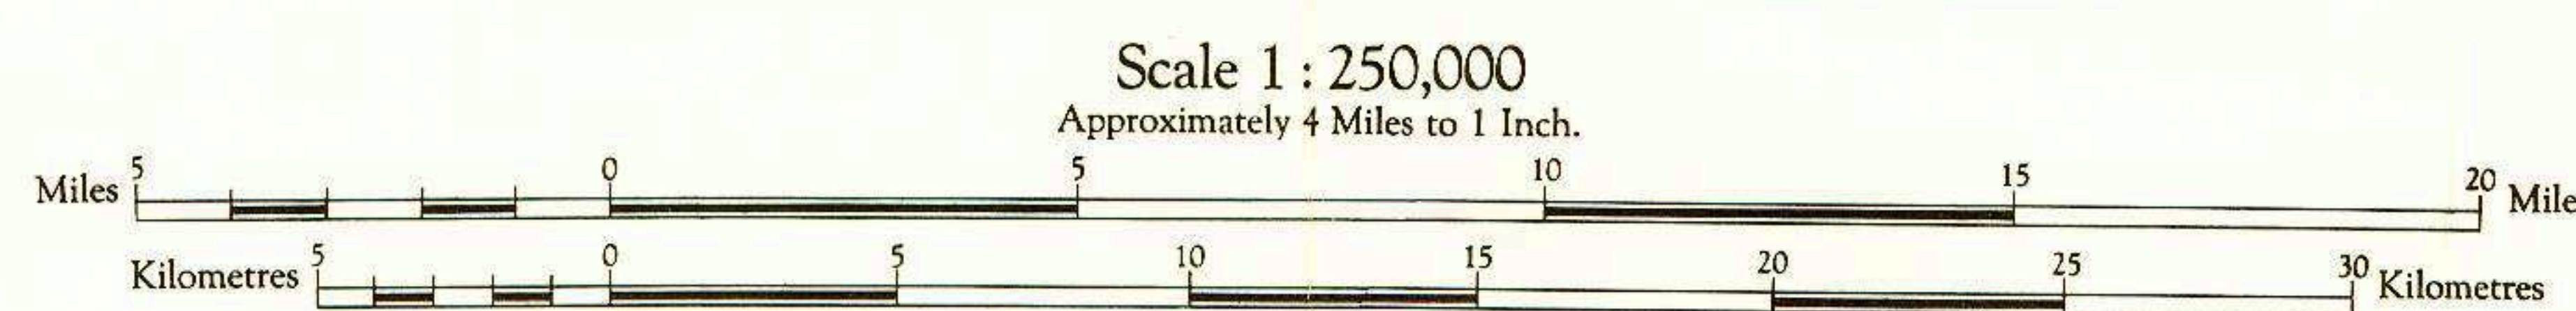 Scale 1 : 250,000
Approximately 4 Miles to 1 Inch.
5 0 5 10 15 20
Miles Mile
5 0 5 10 15 20 25 30
Kilometres Kilometres